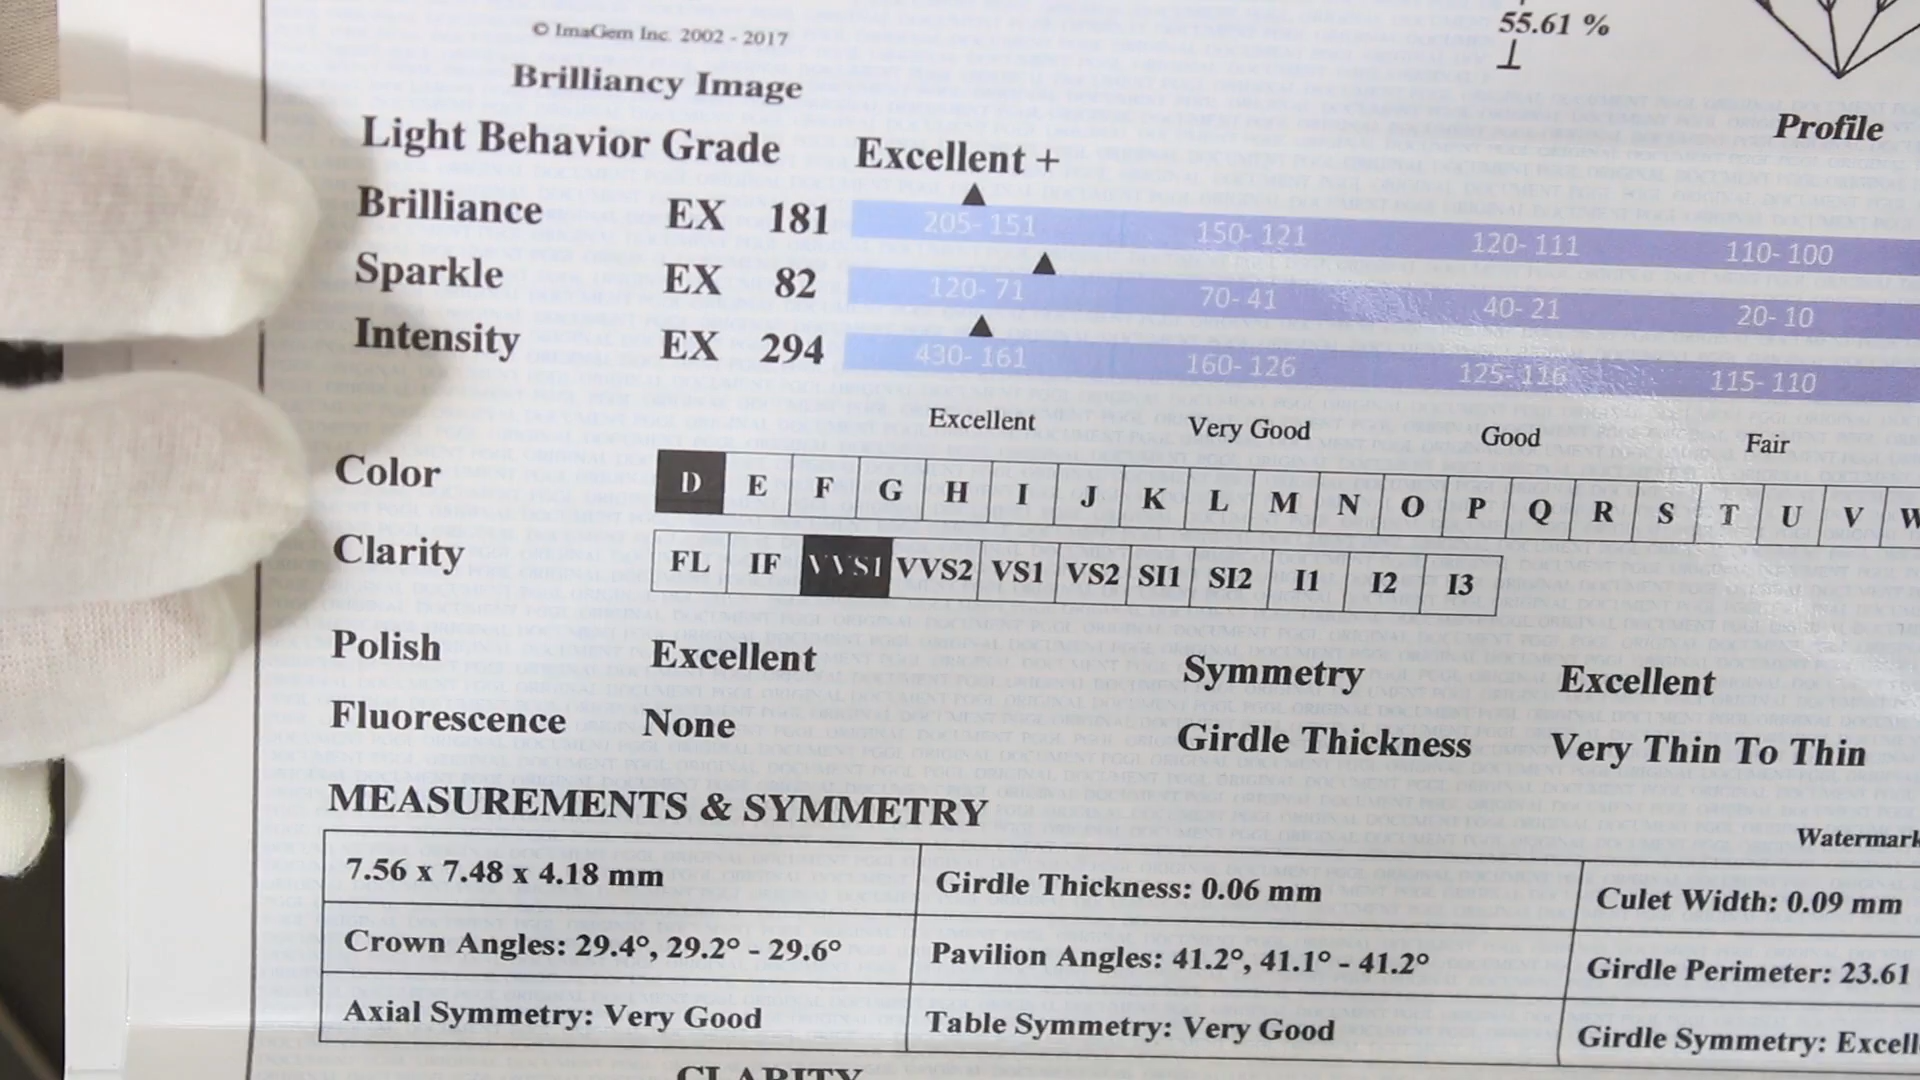 © ImaGem Inc. 2002 - 2017
55.61 %
Brilliancy Image
Profile
Light Behavior Grade Excellent +
Brilliance EX 181 205- 151 150- 121 120- 111 110- 100
Sparkle EX 82 120- 71 70- 41 40- 21 20- 10
Intensity EX 294 430- 161 160- 126 125- 116 115- 110
Excellent Very Good Good Fair
Color D E F G H I J K L M N O P Q R S T U V W
Clarity FL IF VVS1 VVS2 VS1 VS2 SI1 SI2 I1 I2 I3
Polish Excellent Symmetry Excellent
Fluorescence None Girdle Thickness Very Thin To Thin
MEASUREMENTS & SYMMETRY
Watermark
7.56 x 7.48 x 4.18 mm Girdle Thickness: 0.06 mm Culet Width: 0.09 mm
Crown Angles: 29.4°, 29.2° - 29.6° Pavilion Angles: 41.2°, 41.1° - 41.2° Girdle Perimeter: 23.61
Axial Symmetry: Very Good Table Symmetry: Very Good Girdle Symmetry: Excell
CLARITY